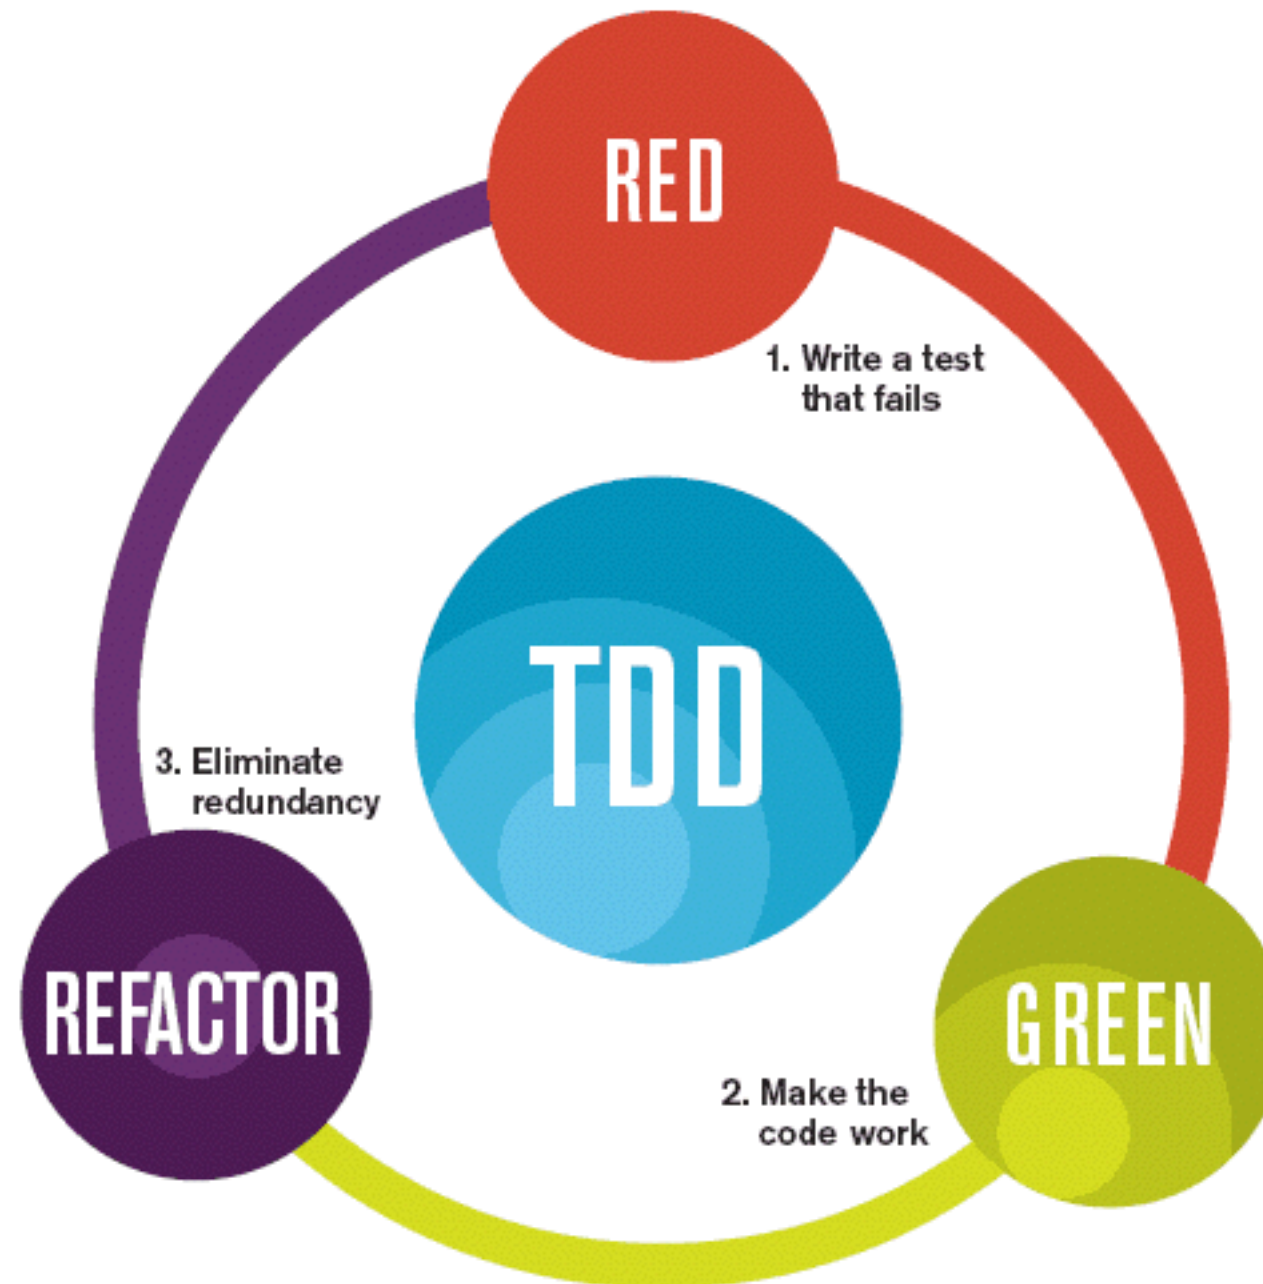 RED
1. Write a test
that fails
TDD
3. Eliminate
redundancy
REFACTOR
GREEN
2. Make the
code work